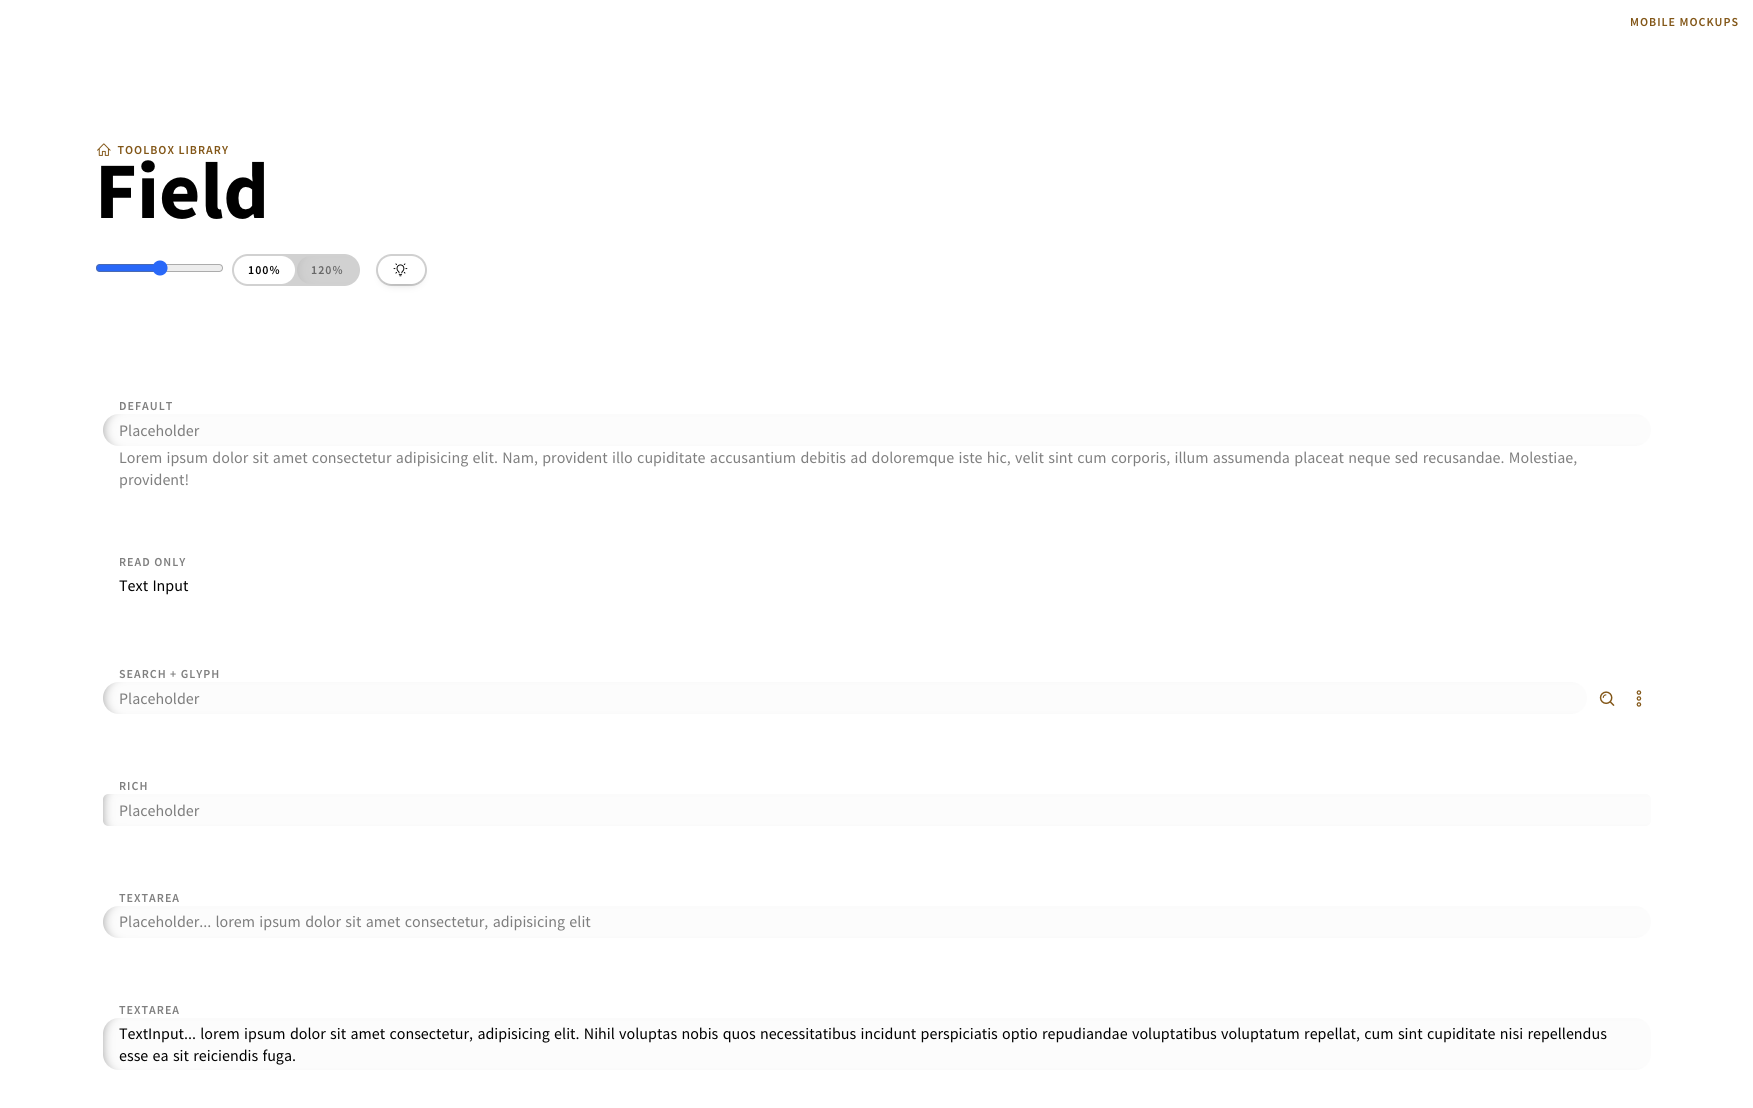 MOBILE MOCKUPS
TOOLBOX LIBRARY
Field
100%
120%
DEFAULT
Placeholder
Lorem ipsum dolor sit amet consectetur adipisicing elit. Nam, provident illo cupiditate accusantium debitis ad doloremque iste hic, velit sint cum corporis, illum assumenda placeat neque sed recusandae. Molestiae,
provident!
READ ONLY
Text Input
SEARCH + GLYPH
Placeholder
RICH
Placeholder
TEXTAREA
Placeholder... lorem ipsum dolor sit amet consectetur, adipisicing elit
TEXTAREA
TextInput... lorem ipsum dolor sit amet consectetur, adipisicing elit. Nihil voluptas nobis quos necessitatibus incidunt perspiciatis optio repudiandae voluptatibus voluptatum repellat, cum sint cupiditate nisi repellendus
esse ea sit reiciendis fuga.